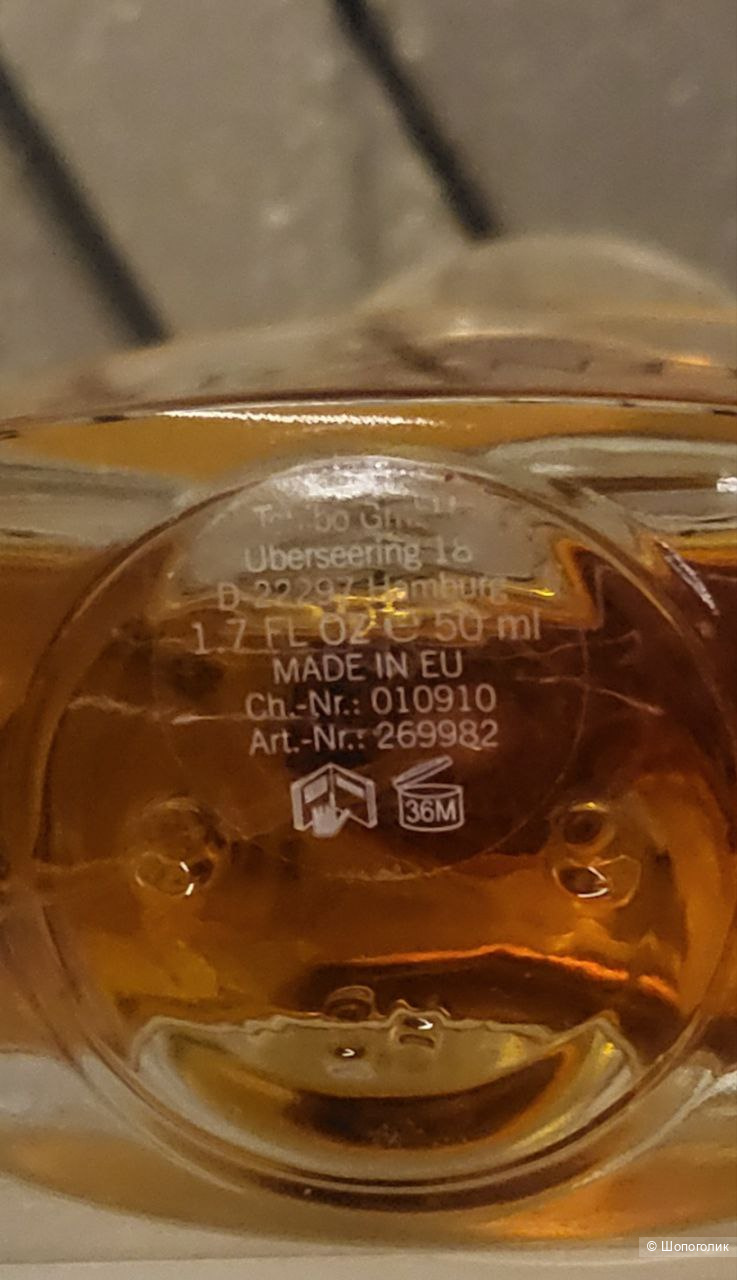 Uberseering 18
D-22297 Hamburg
1.7 FL OZ e 50 ml
MADE IN EU
Ch.-Nr.: 010910
Art.-Nr.: 269982
36M
© Шопоголик